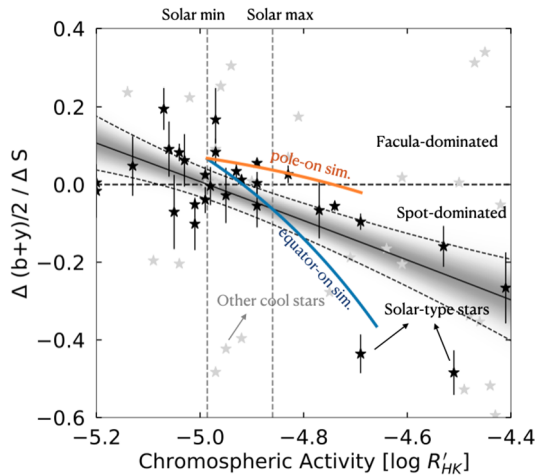 Solar min Solar max
0.4
0.2
0.0
−0.2
−0.4
−0.6
Δ (b+y)/2 / Δ S
Facula-dominated
pole-on sim.
Spot-dominated
equator-on sim.
Other cool stars
Solar-type stars
−5.2 −5.0 −4.8 −4.6 −4.4
Chromospheric Activity [log R′HK]